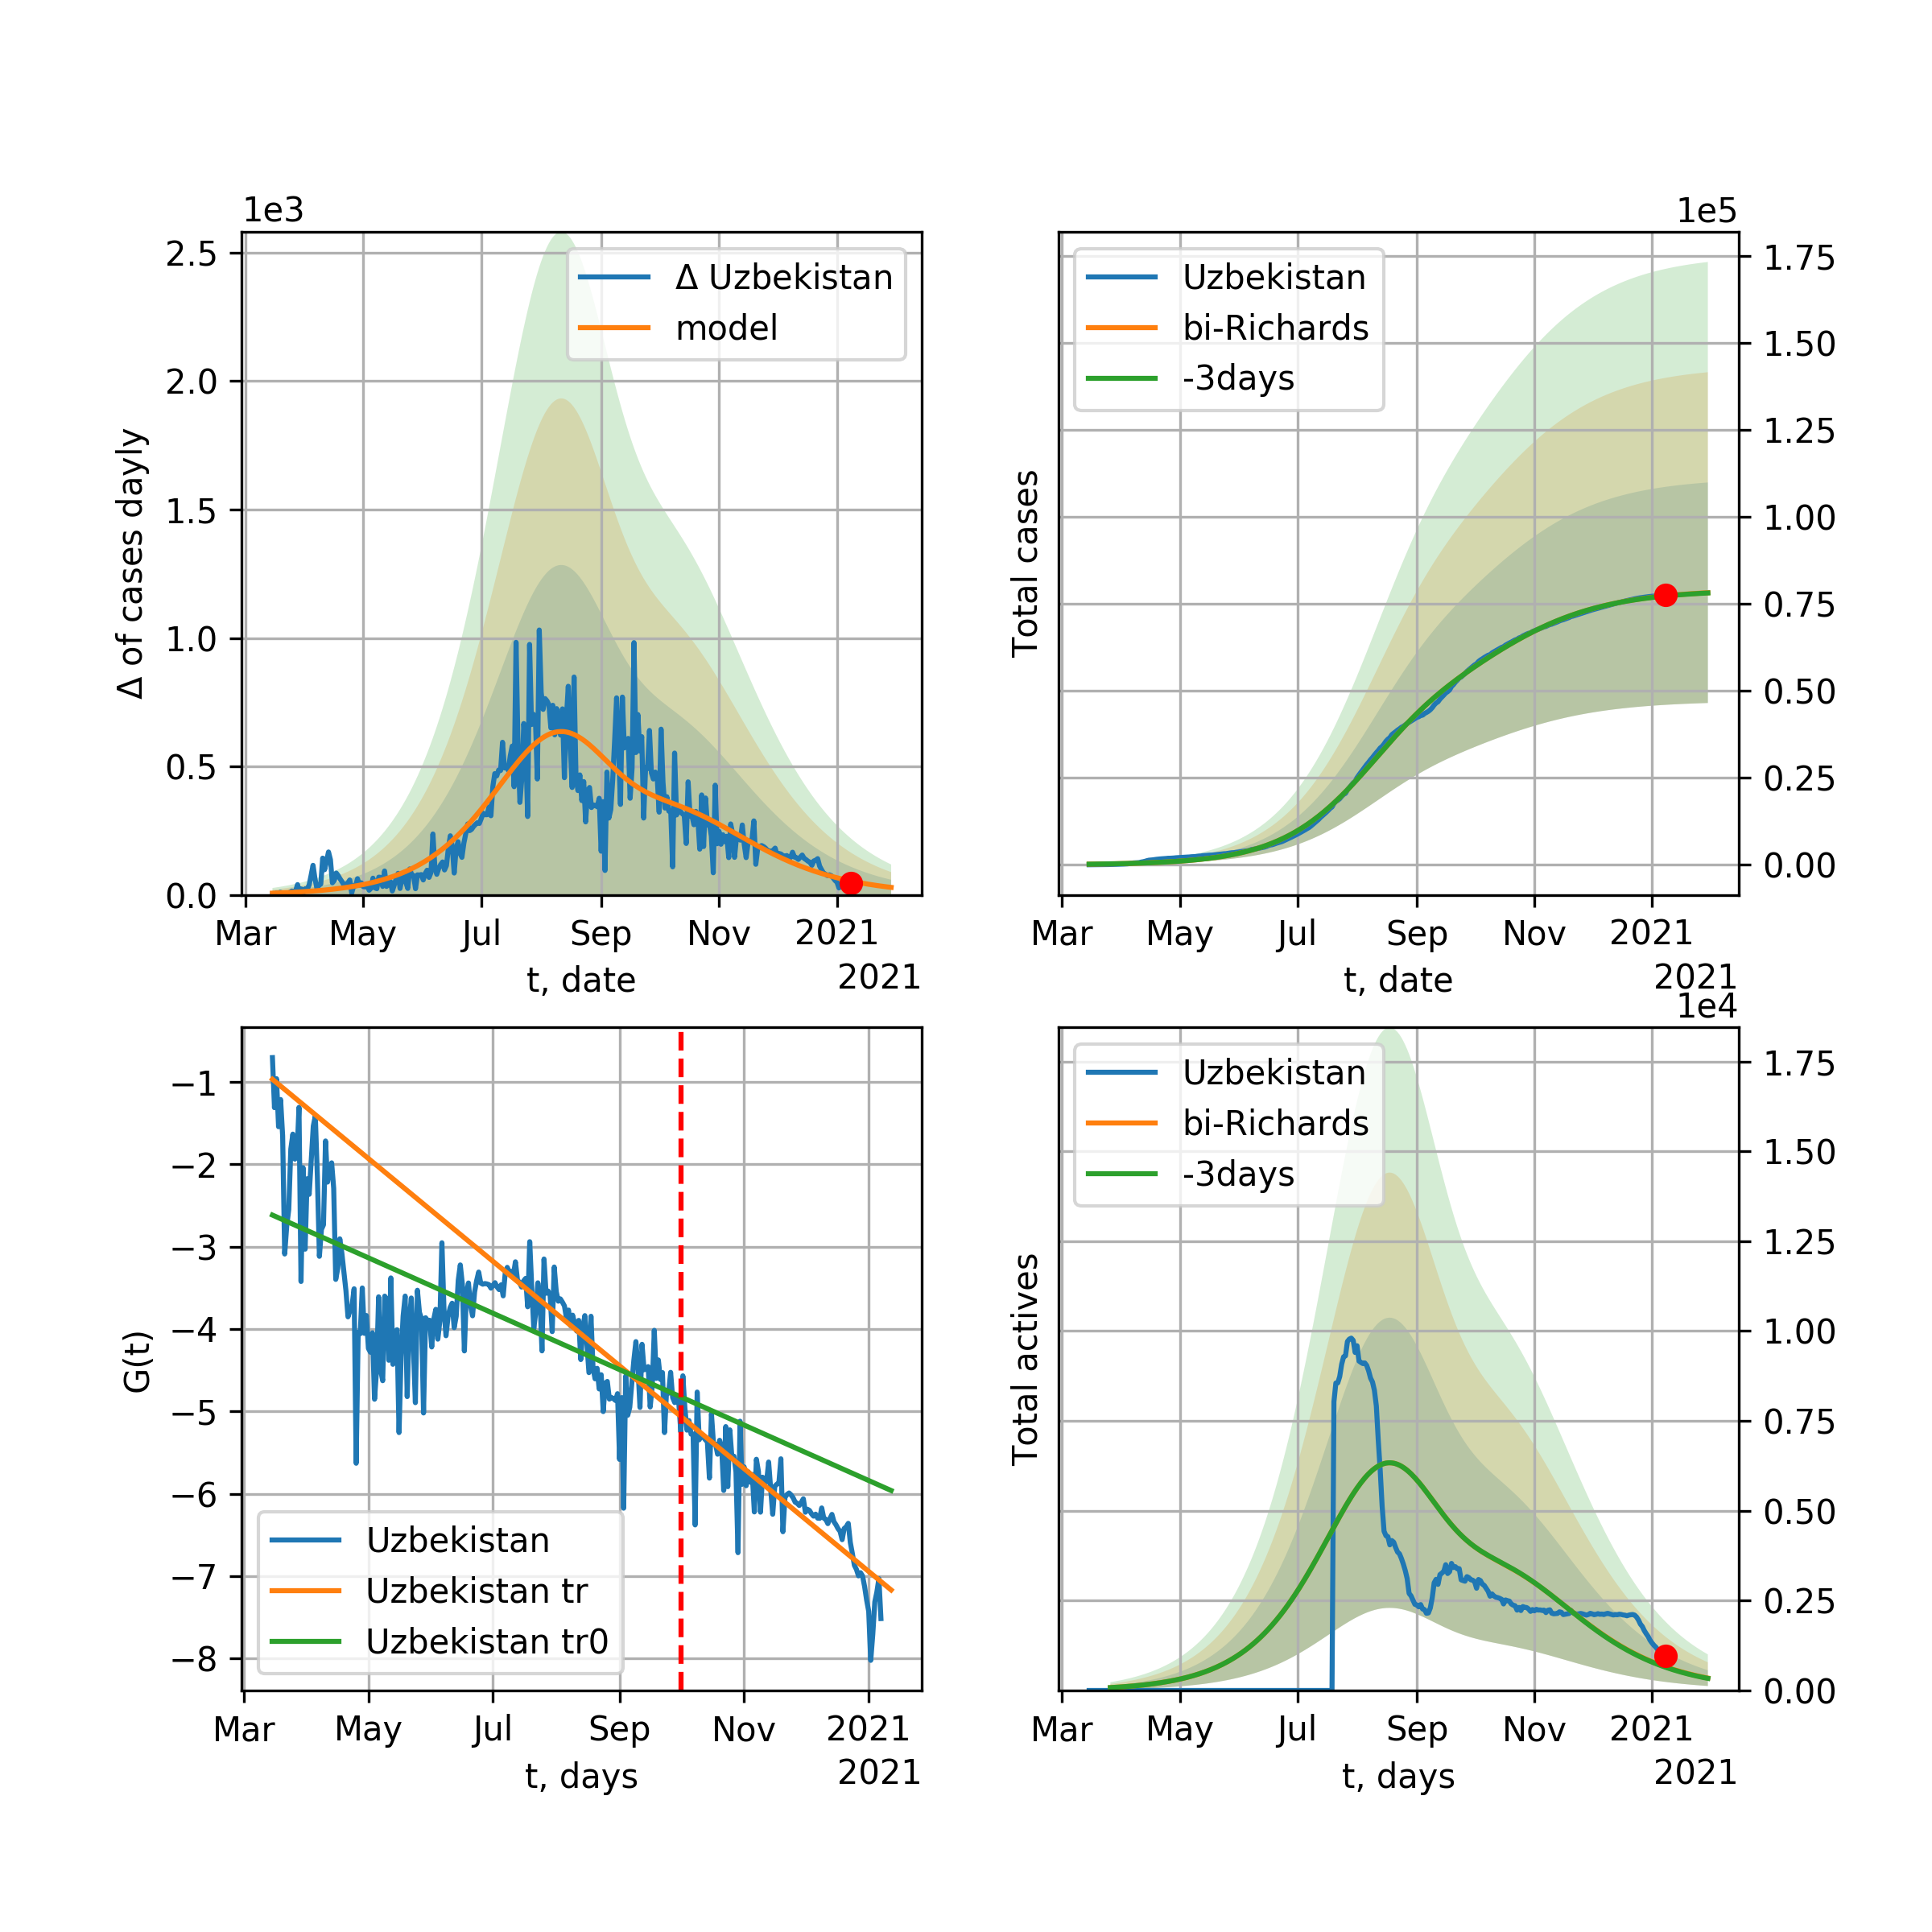 1e3
2.5
2.0
1.5
1.0
0.5
0.0
Δ of cases dayly
Δ Uzbekistan
model
Mar May Jul Sep Nov 2021
t, date
2021
1e5
1.75
1.50
1.25
1.00
0.75
0.50
0.25
0.00
Total cases
Uzbekistan
bi-Richards
-3days
Mar May Jul Sep Nov 2021
t, date
2021
−1
−2
−3
−4
−5
−6
−7
−8
G(t)
Uzbekistan
Uzbekistan tr
Uzbekistan tr0
Mar May Jul Sep Nov 2021
t, days
2021
1e4
1.75
1.50
1.25
1.00
0.75
0.50
0.25
0.00
Total actives
Uzbekistan
bi-Richards
-3days
Mar May Jul Sep Nov 2021
t, days
2021